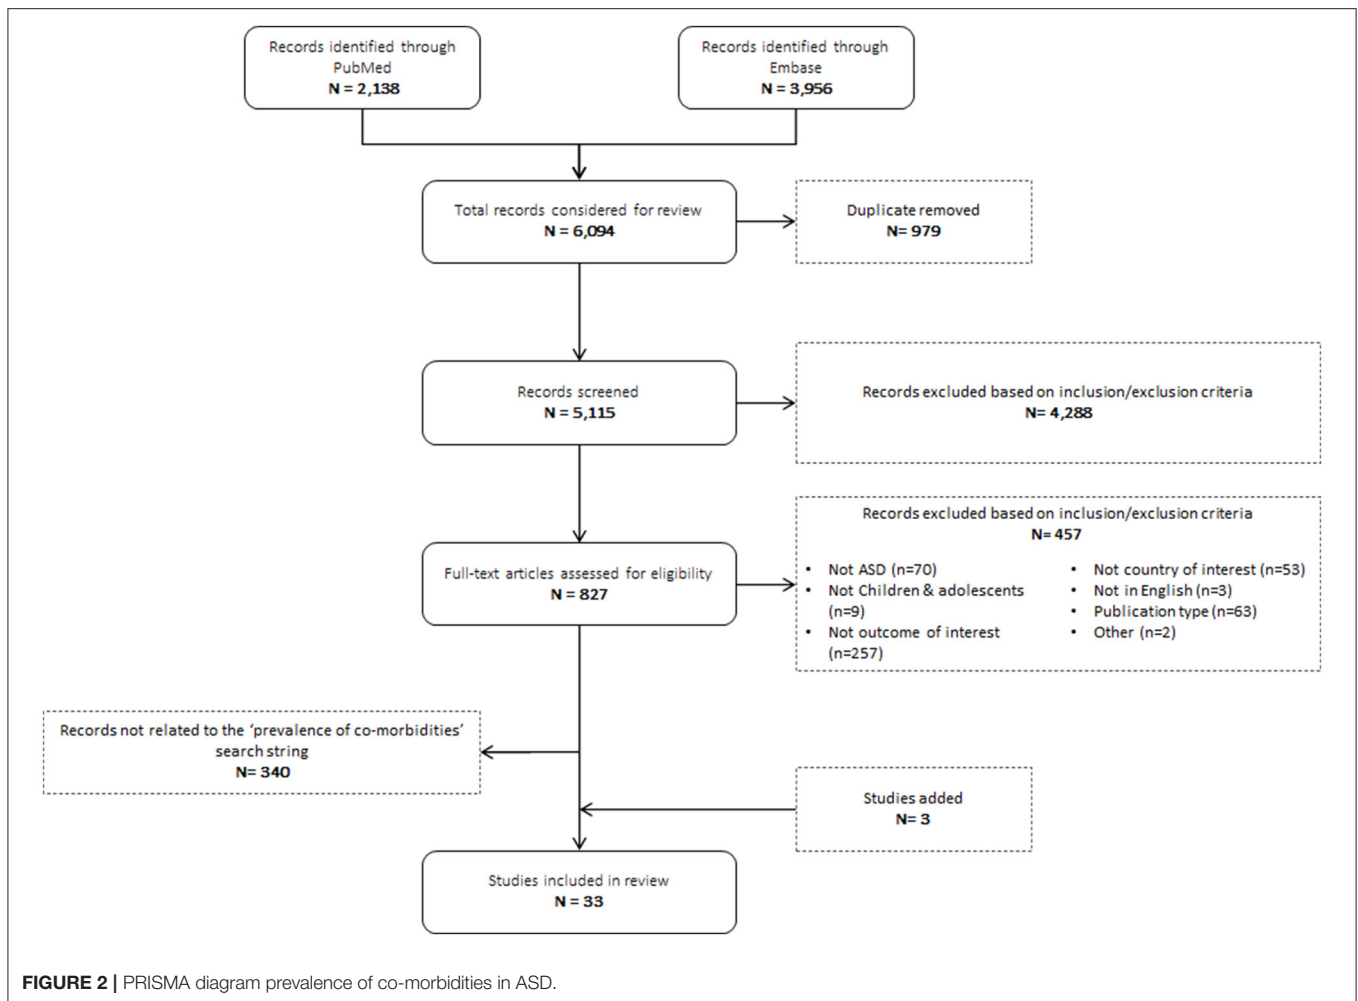 Records identified through
PubMed
N = 2,138
Records identified through
Embase
N = 3,956
Total records considered for review
N = 6,094
Duplicate removed
N= 979
Records screened
N = 5,115
Records excluded based on inclusion/exclusion criteria
N= 4,288
Full-text articles assessed for eligibility
N = 827
Records excluded based on inclusion/exclusion criteria
N= 457
• Not ASD (n=70)
• Not Children & adolescents
(n=9)
• Not outcome of interest
(n=257)
• Not country of interest (n=53)
• Not in English (n=3)
• Publication type (n=63)
• Other (n=2)
Records not related to the 'prevalence of co-morbidities'
search string
N= 340
Studies added
N= 3
Studies included in review
N = 33
FIGURE 2 | PRISMA diagram prevalence of co-morbidities in ASD.